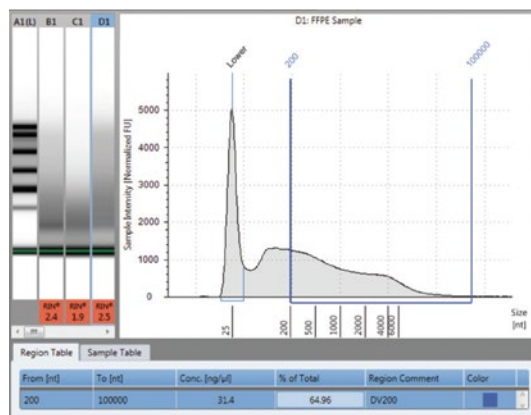 A1(L) B1 C1 D1
D1: FFPE Sample
Lower
200
100000
Sample Intensity [Normalized FU]
5000
4000
3000
2000
1000
0
25 200 500 1000 2000 4000 6000
Size [nt]
RINe RINe RINe
2.4 1.9 2.5
Region Table Sample Table
From [nt] To [nt] Conc. [ng/µl] % of Total Region Comment Color
200 100000 31.4 64.96 DV200